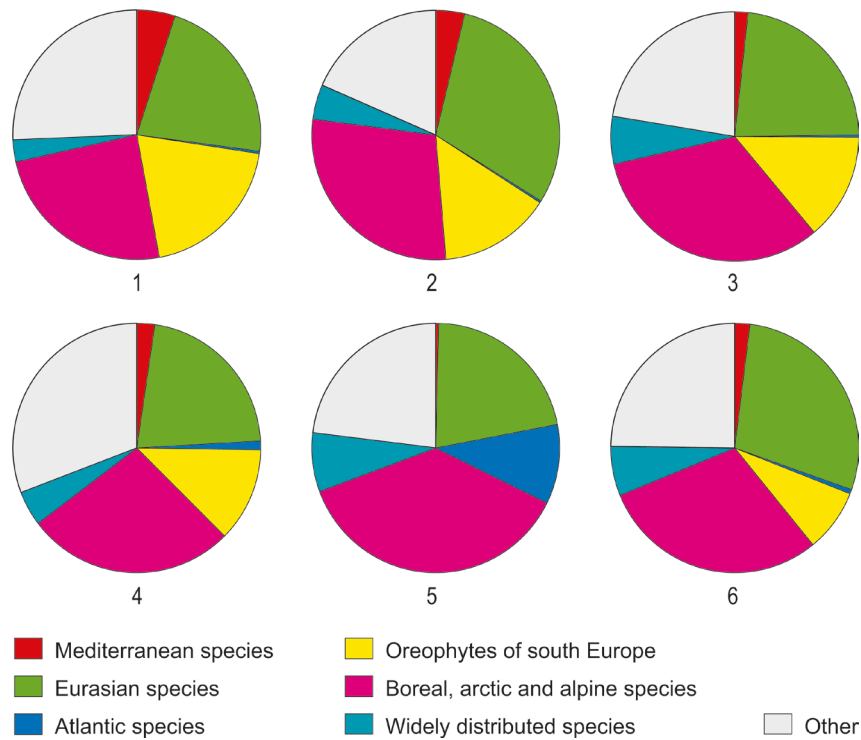 1
2
3
4
5
6
Mediterranean species
Oreophytes of south Europe
Eurasian species
Boreal, arctic and alpine species
Atlantic species
Widely distributed species
Other